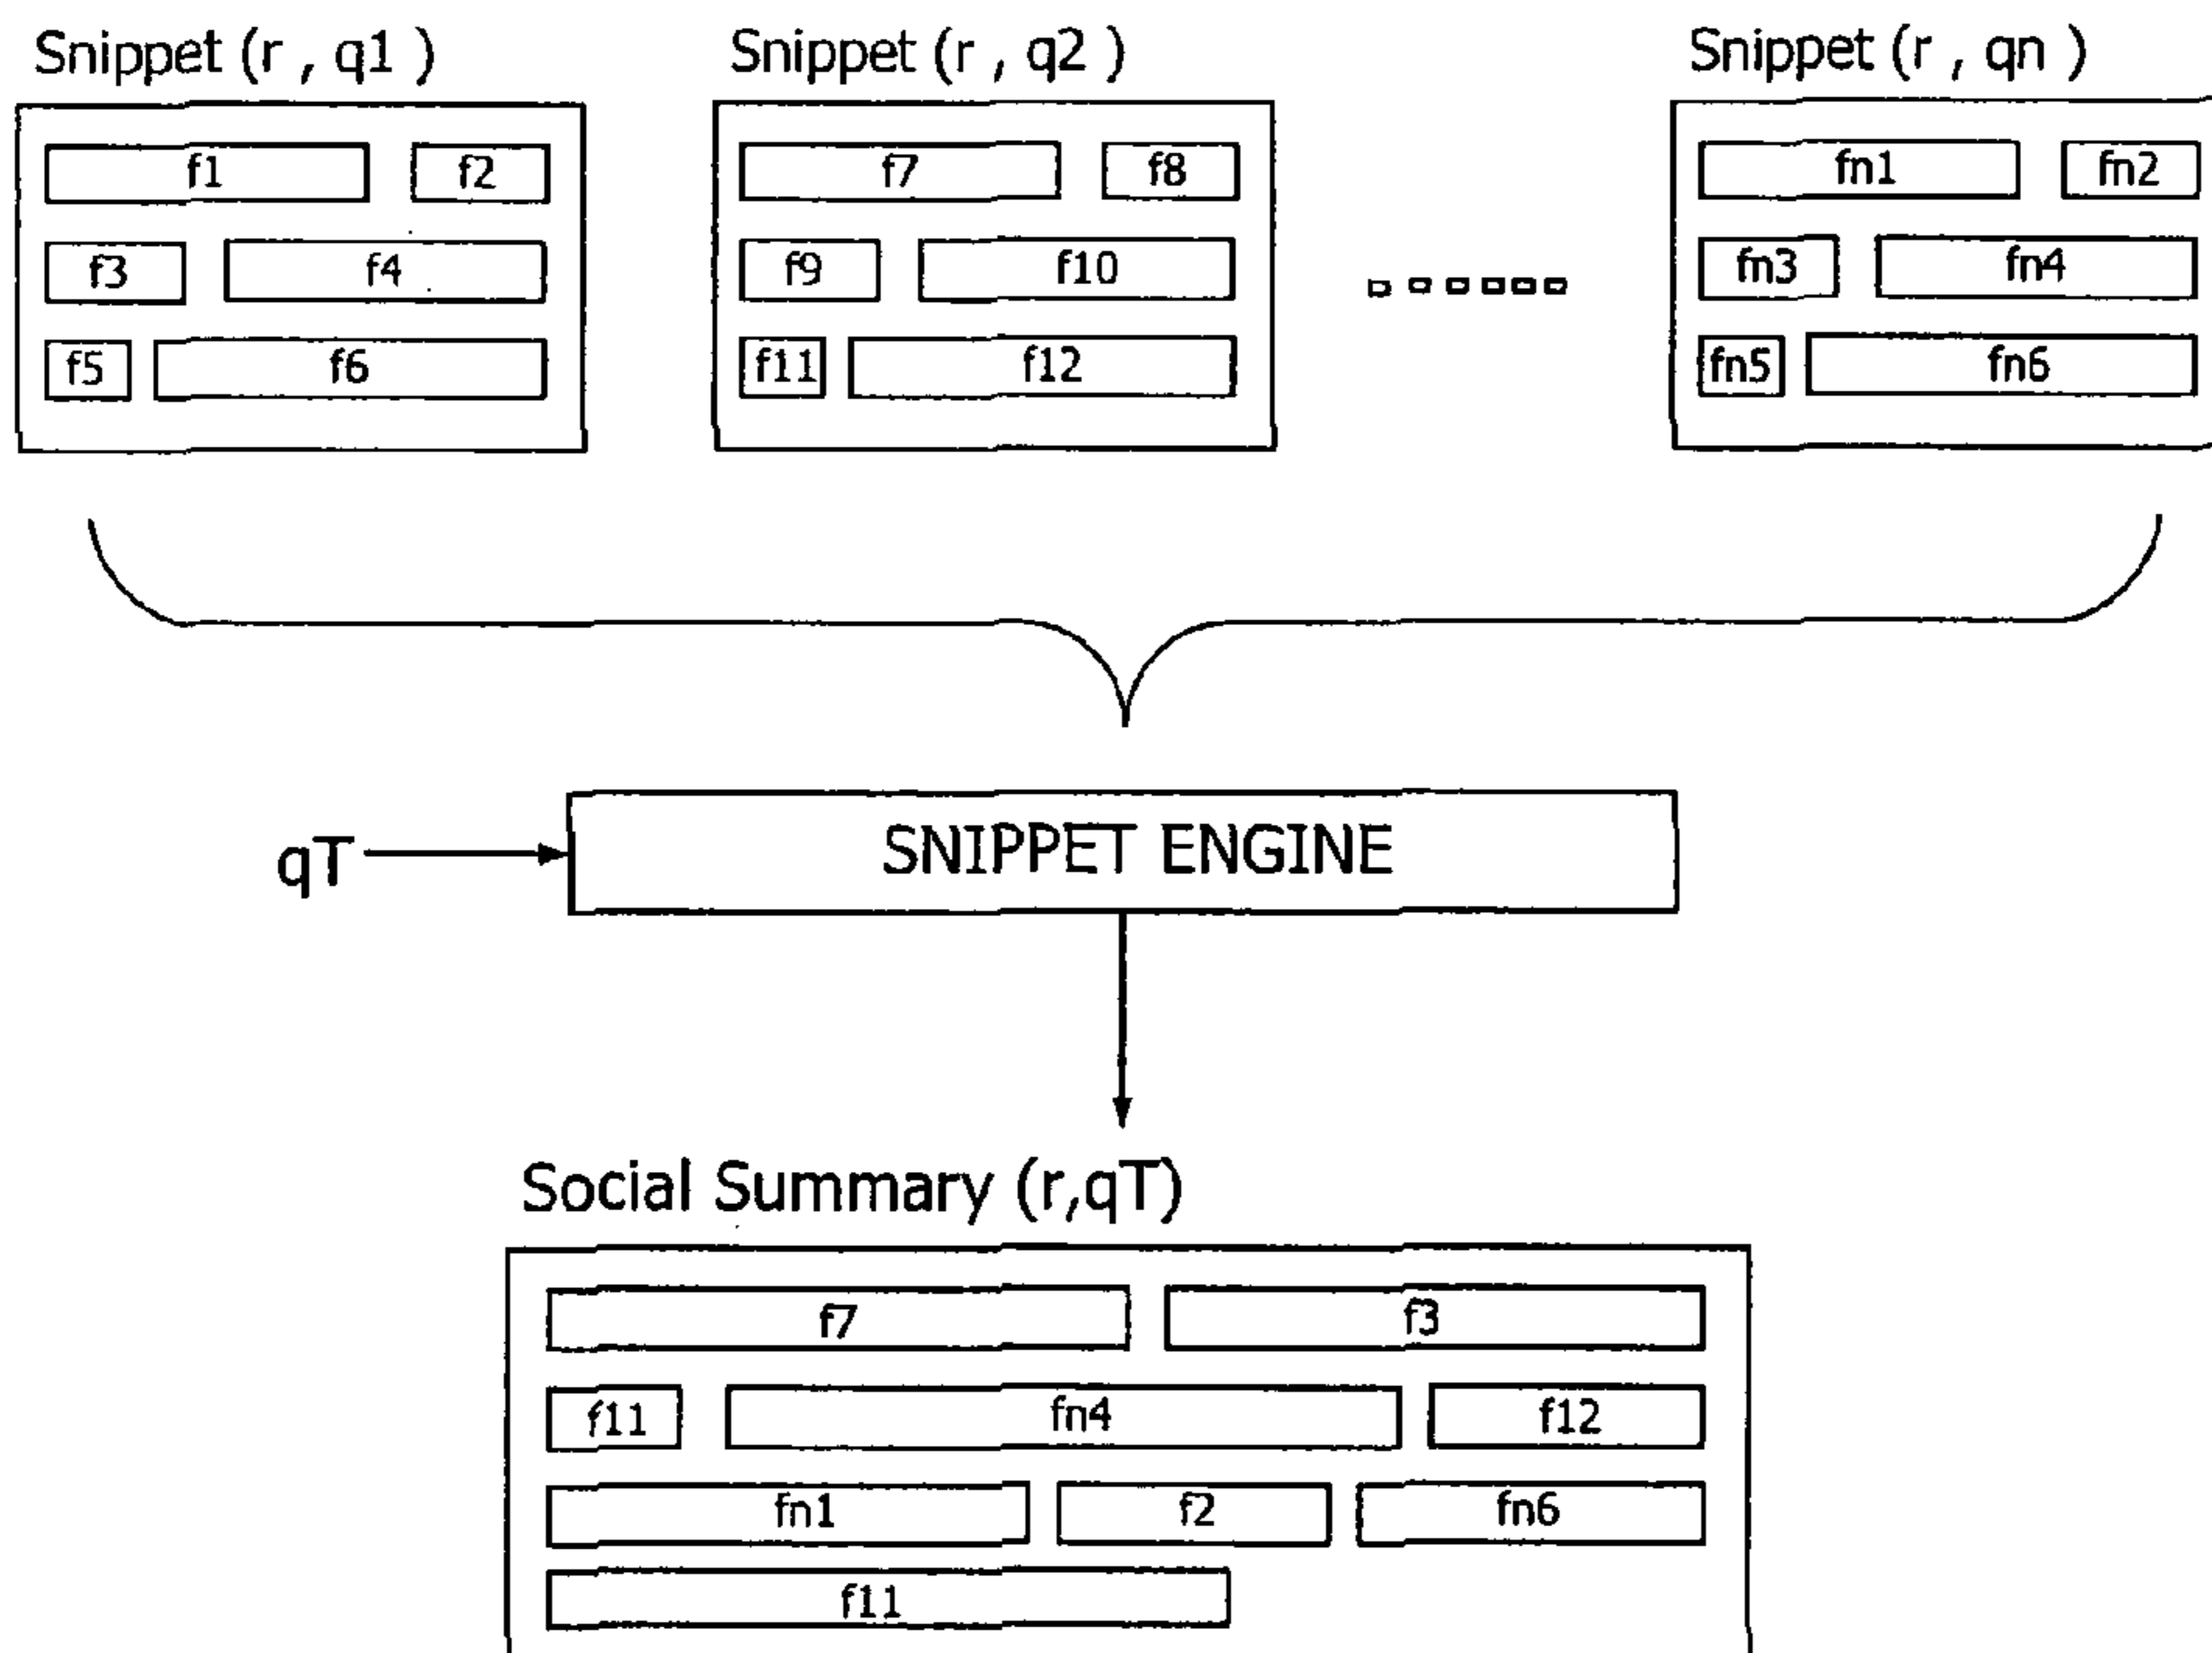 Snippet (r , q1 ) Snippet (r , q2 ) Snippet (r , qn )
f1 f2 f7 f8 fn1 fn2
f3 f4 f9 f10 fn3 fn4
f5 f6 f11 f12 fn5 fn6
qT SNIPPET ENGINE
Social Summary (r,qT)
f7 f3
f11 fn4 f12
fn1 f2 fn6
f11